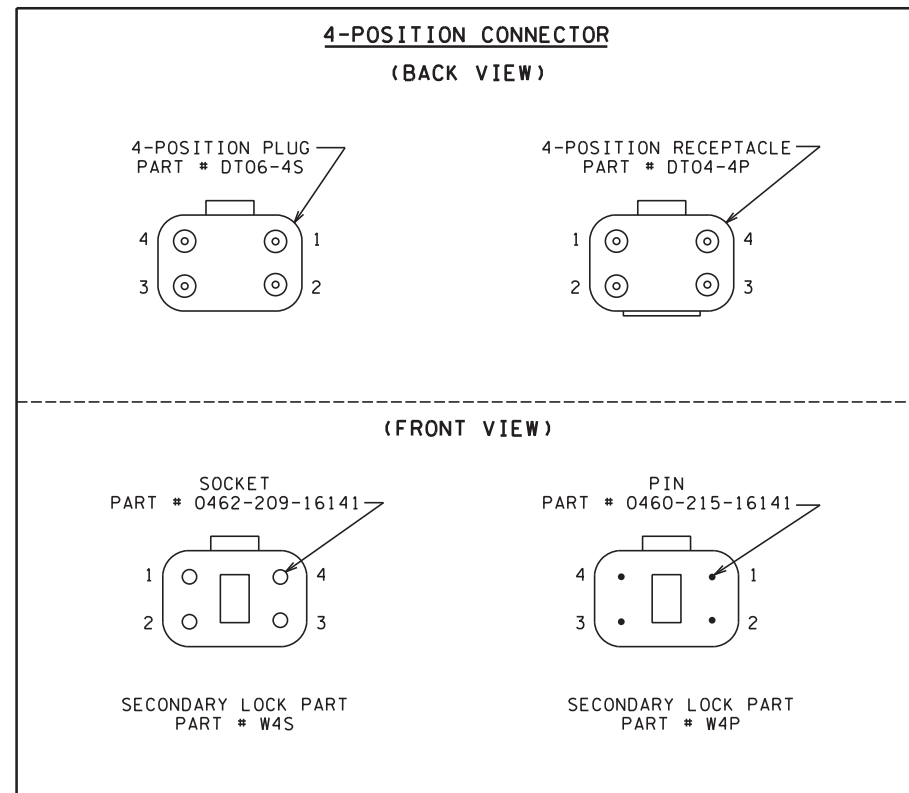 4-POSITION CONNECTOR
(BACK VIEW)
4-POSITION PLUG
PART # DT06-4S
4 1
3 2
4-POSITION RECEPTACLE
PART # DT04-4P
1 4
2 3
(FRONT VIEW)
SOCKET
PART # 0462-209-16141
1 4
2 3
SECONDARY LOCK PART
PART # W4S
PIN
PART # 0460-215-16141
4 1
3 2
SECONDARY LOCK PART
PART # W4P